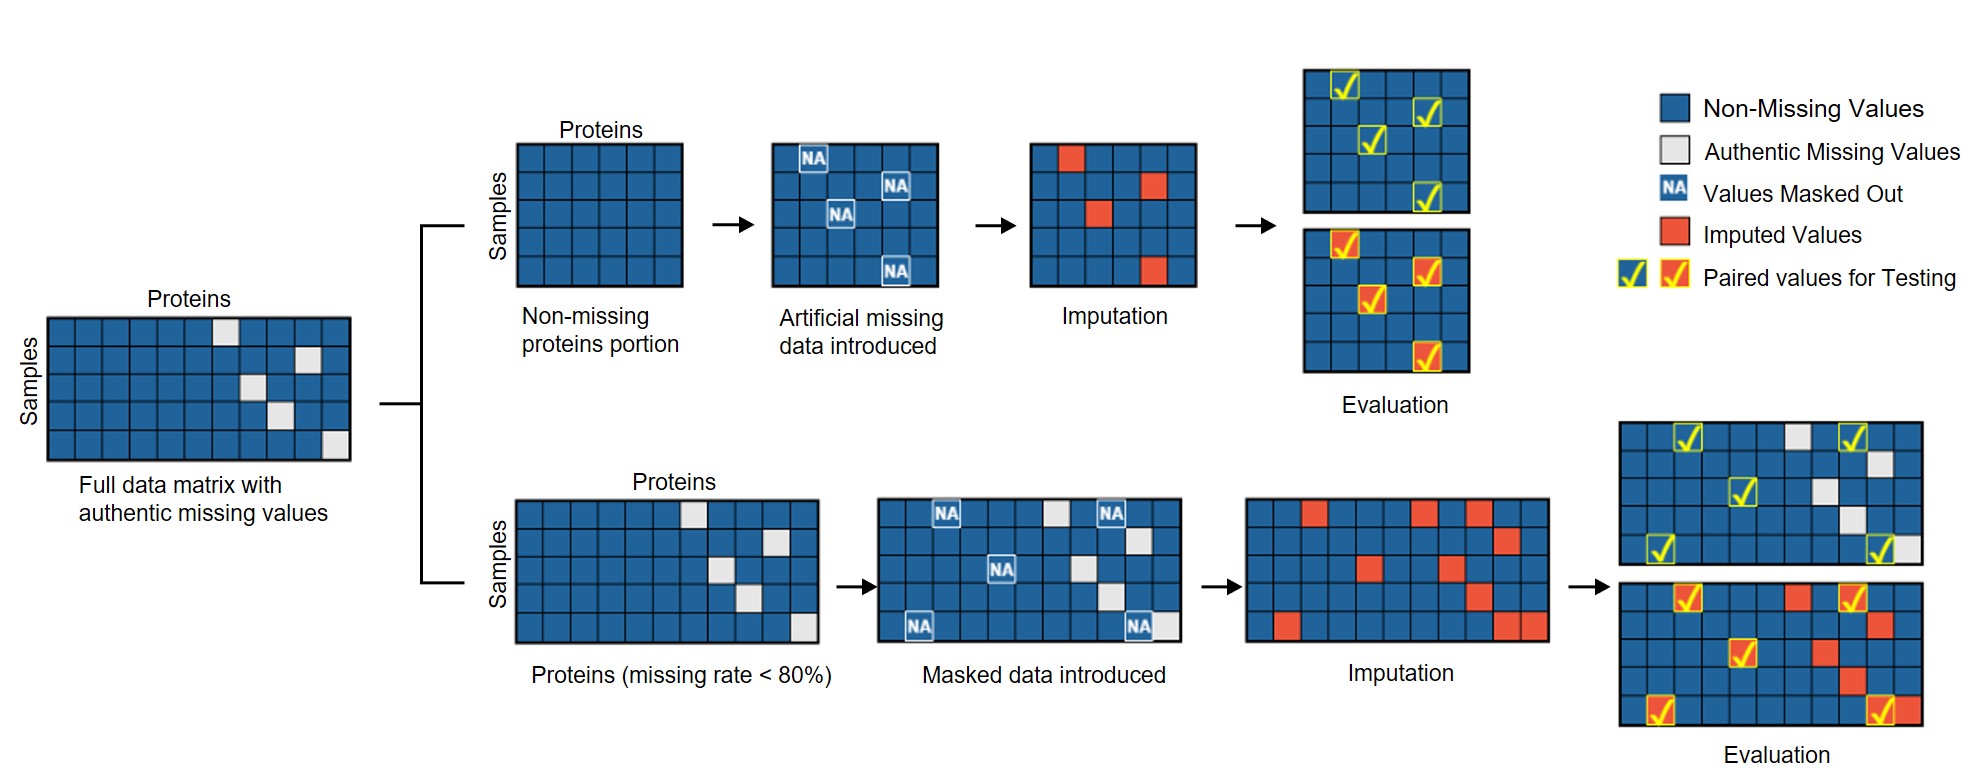 Proteins
Samples
Full data matrix with
authentic missing values
Proteins
Samples
Non-missing
proteins portion
NA
NA
NA
NA
Artificial missing
data introduced
Imputation
Evaluation
Non-Missing Values
Authentic Missing Values
NA Values Masked Out
Imputed Values
Paired values for Testing
Proteins
Samples
Proteins (missing rate < 80%)
NA NA
NA
NA NA
Masked data introduced
Imputation
Evaluation